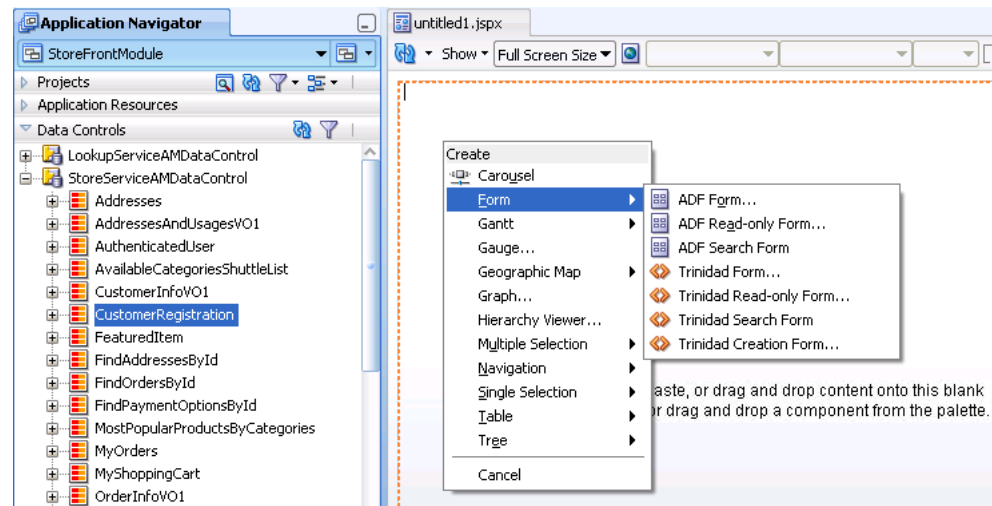 Application Navigator
StoreFrontModule
Projects
Application Resources
Data Controls
LookupServiceAMDataControl
StoreServiceAMDataControl
Addresses
AddressesAndUsagesVO1
AuthenticatedUser
AvailableCategoriesShuttleList
CustomerInfoVO1
CustomerRegistration
FeaturedItem
FindAddressesById
FindOrdersById
FindPaymentOptionsById
MostPopularProductsByCategories
MyOrders
MyShoppingCart
OrderInfoVO1
untitled1.jspx
Show Full Screen Size
Create
Carousel
Form
Gantt
Gauge...
Geographic Map
Graph...
Hierarchy Viewer...
Multiple Selection
Navigation
Single Selection
Table
Tree
Cancel
ADF Form...
ADF Read-only Form...
ADF Search Form
Trinidad Form...
Trinidad Read-only Form...
Trinidad Search Form
Trinidad Creation Form...
aste, or drag and drop content onto this blank
or drag and drop a component from the palette.